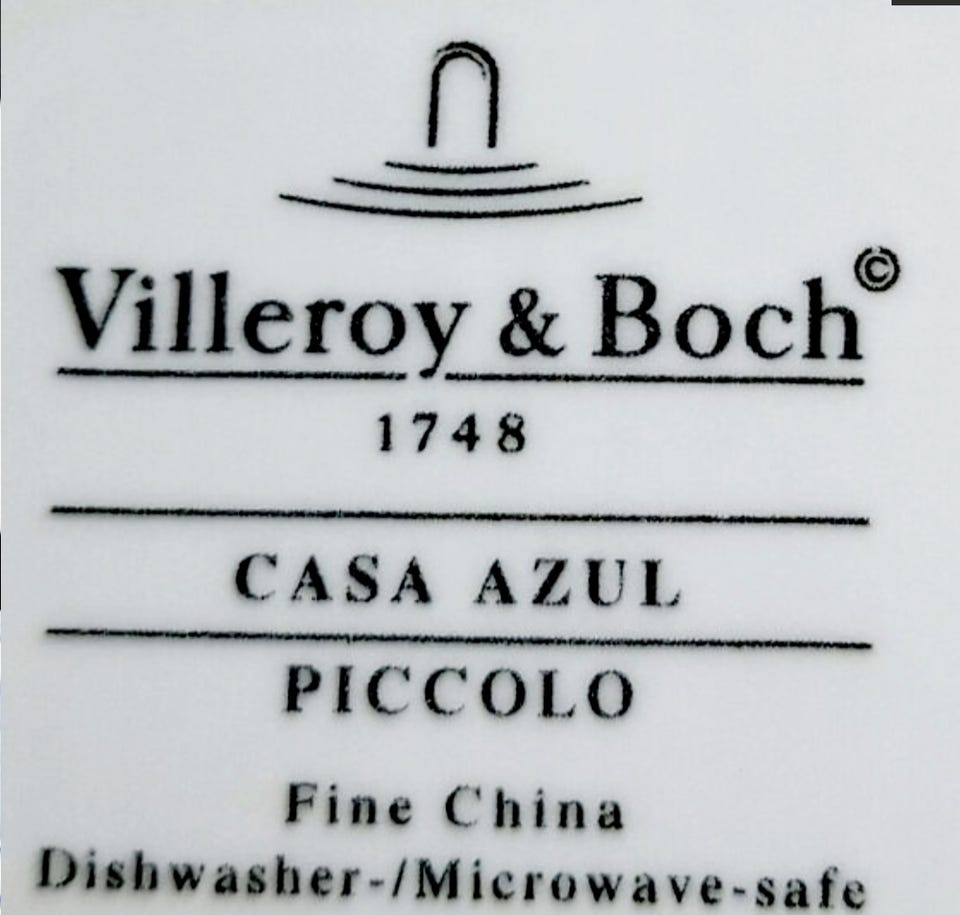 Villeroy & Boch©
1748
CASA AZUL
PICCOLO
Fine China
Dishwasher-/Microwave-safe